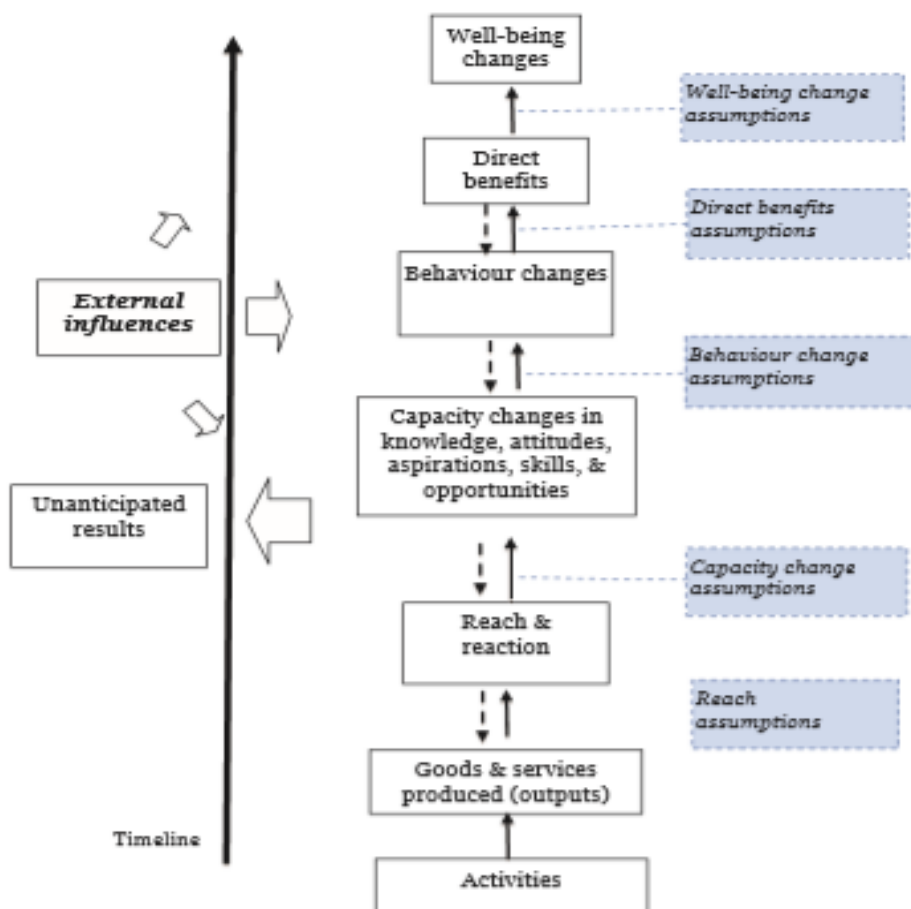 Well-being
changes
Well-being change
assumptions
Direct
benefits
Direct benefits
assumptions
Behaviour changes
External
influences
Behaviour change
assumptions
Capacity changes in
knowledge, attitudes,
aspirations, skills, &
opportunities
Unanticipated
results
Capacity change
assumptions
Reach &
reaction
Reach
assumptions
Goods & services
produced (outputs)
Timeline
Activities